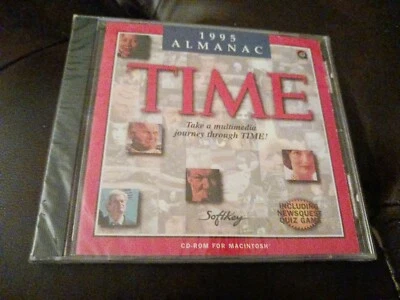 1995
ALMANAC
TIME
Take a multimedia
journey through TIME!
INCLUDING
NEWSQUEST
QUIZ GAME
SoftKey
CD-ROM FOR MACINTOSH